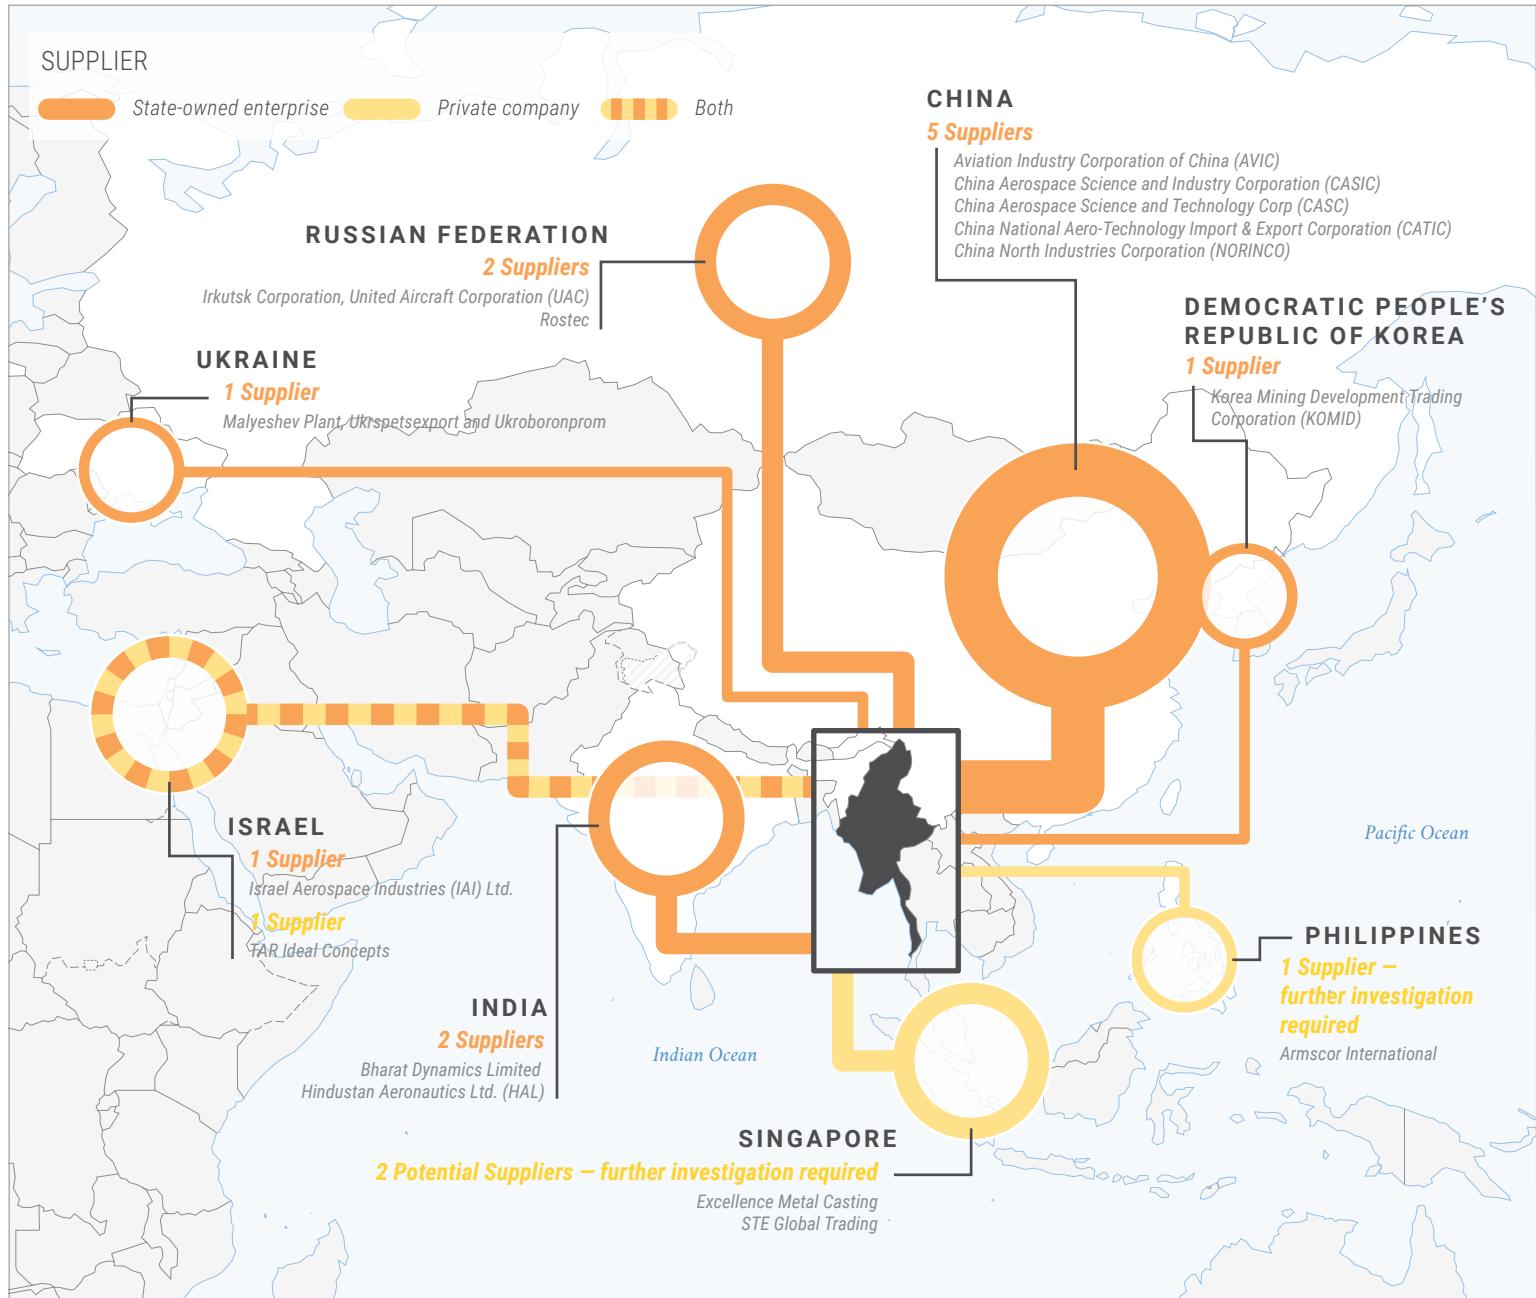 SUPPLIER
State-owned enterprise
Private company
Both
CHINA
5 Suppliers
Aviation Industry Corporation of China (AVIC)
China Aerospace Science and Industry Corporation (CASIC)
China Aerospace Science and Technology Corp (CASC)
China National Aero-Technology Import & Export Corporation (CATIC)
China North Industries Corporation (NORINCO)
RUSSIAN FEDERATION
2 Suppliers
Irkutsk Corporation, United Aircraft Corporation (UAC)
Rostec
DEMOCRATIC PEOPLE'S
REPUBLIC OF KOREA
1 Supplier
Korea Mining Development Trading
Corporation (KOMID)
UKRAINE
1 Supplier
Malyeshev Plant, Ukrspetsexport and Ukroboronprom
ISRAEL
1 Supplier
Israel Aerospace Industries (IAI) Ltd.
1 Supplier
TAR Ideal Concepts
Pacific Ocean
PHILIPPINES
1 Supplier –
further investigation
required
Armscor International
INDIA
2 Suppliers
Bharat Dynamics Limited
Hindustan Aeronautics Ltd. (HAL)
Indian Ocean
SINGAPORE
2 Potential Suppliers – further investigation required
Excellence Metal Casting
STE Global Trading